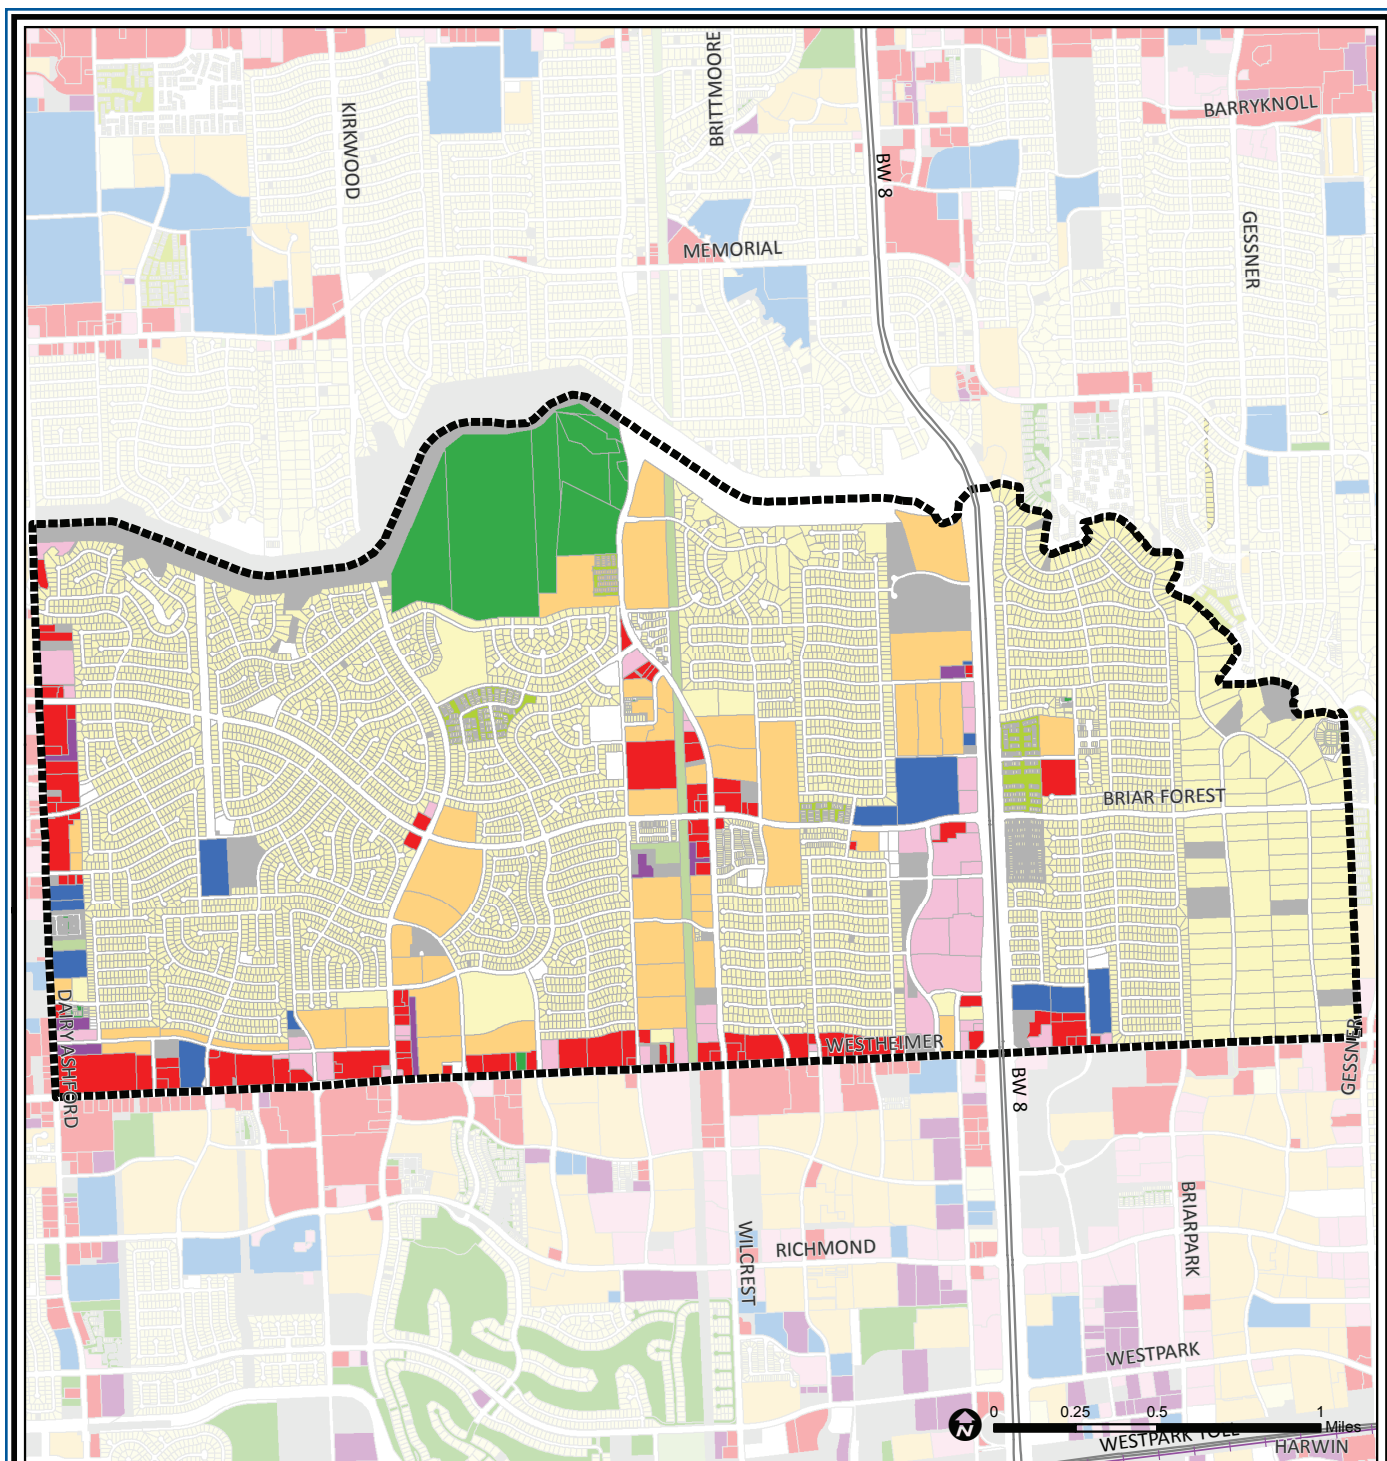 BRITTMOORE
KIRKWOOD
BARRYKNOLL
BW 8
GESSNER
MEMORIAL
BRIAR FOREST
DAIRY ASHFORD
WESTHEIMER
GESSNER
BW 8
BRIARPARK
WILCREST
RICHMOND
WESTPARK
N
0 0.25 0.5 1
Miles
WESTPARK TOLL
HARWIN